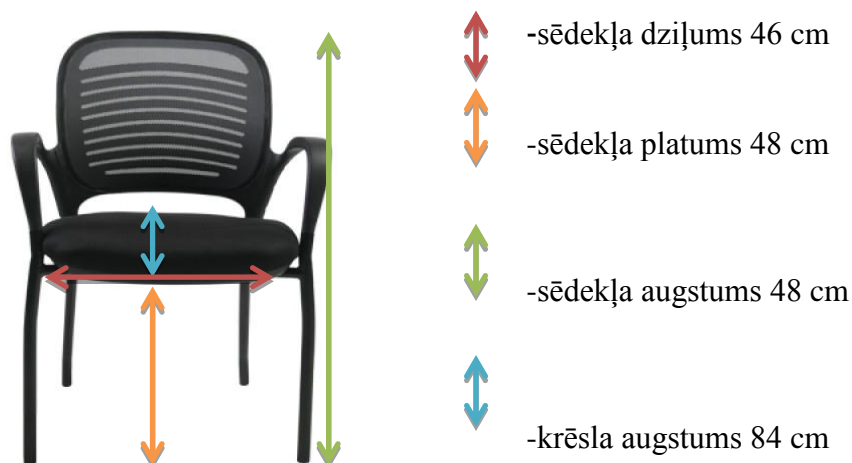 -sēdekļa dziļums 46 cm
-sēdekļa platums 48 cm
-sēdekļa augstums 48 cm
-krēsla augstums 84 cm